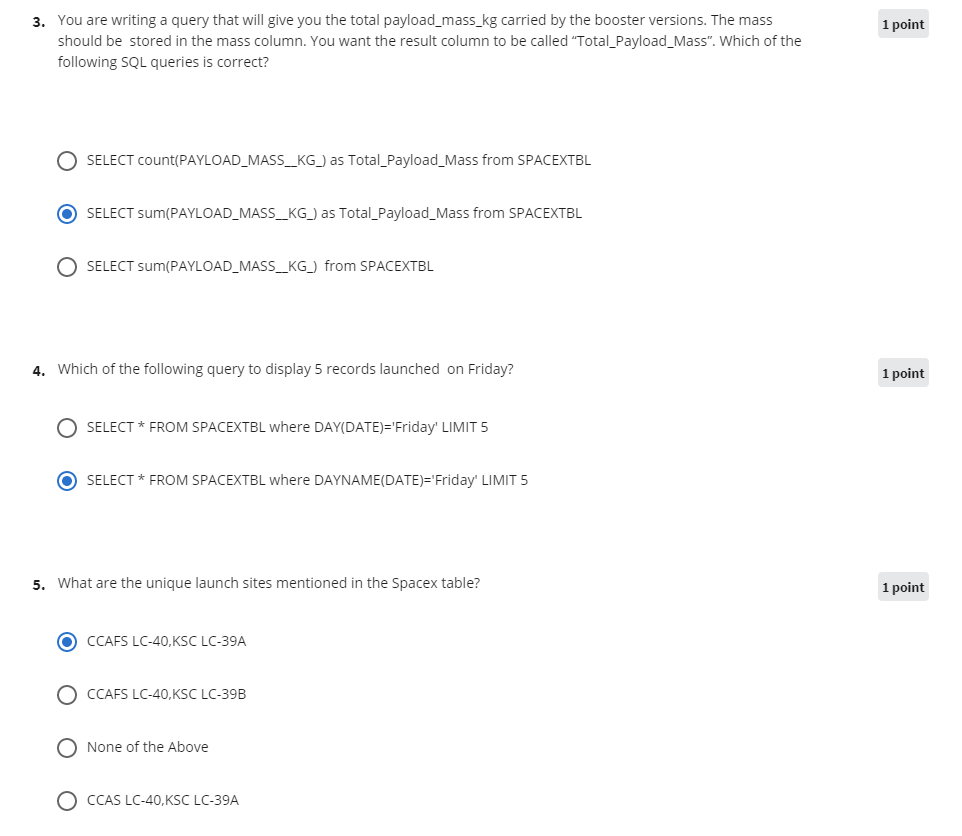 3. You are writing a query that will give you the total payload_mass_kg carried by the booster versions. The mass
1 point
should be  stored in the mass column. You want the result column to be called “Total_Payload_Mass”. Which of the
following SQL queries is correct?
SELECT count(PAYLOAD_MASS__KG_) as Total_Payload_Mass from SPACEXTBL
SELECT sum(PAYLOAD_MASS__KG_) as Total_Payload_Mass from SPACEXTBL
SELECT sum(PAYLOAD_MASS__KG_)  from SPACEXTBL
4. Which of the following query to display 5 records launched  on Friday?
1 point
SELECT * FROM SPACEXTBL where DAY(DATE)='Friday' LIMIT 5
SELECT * FROM SPACEXTBL where DAYNAME(DATE)='Friday' LIMIT 5
5. What are the unique launch sites mentioned in the Spacex table?
1 point
CCAFS LC-40,KSC LC-39A
CCAFS LC-40,KSC LC-39B
None of the Above
CCAS LC-40,KSC LC-39A